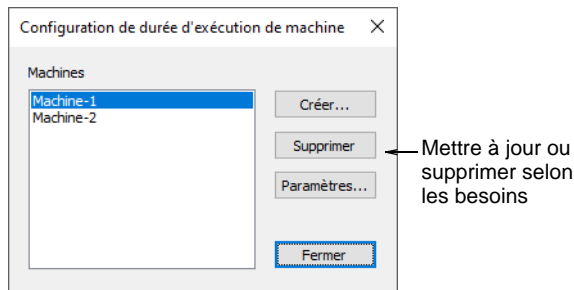 Configuration de durée d'exécution de machine
Machines
Machine-1
Machine-2
Créer...
Supprimer
Paramètres...
Fermer
Mettre à jour ou
supprimer selon
les besoins